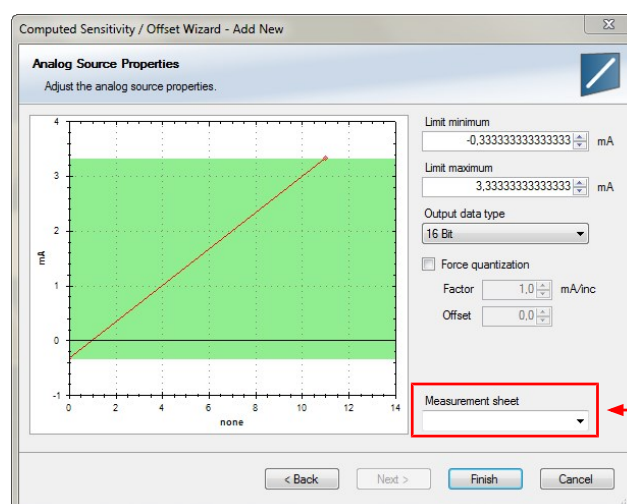 Computed Sensitivity / Offset Wizard - Add New
Analog Source Properties
Adjust the analog source properties.
4
3
2
1
0
-1
mA
0 2 4 6 8 10 12 14
none
Limit minimum
-0,333333333333333 mA
Limit maximum
3,33333333333333 mA
Output data type
16 Bit
Force quantization
Factor 1,0 mA/inc
Offset 0,0
Measurement sheet
< Back Next > Finish Cancel